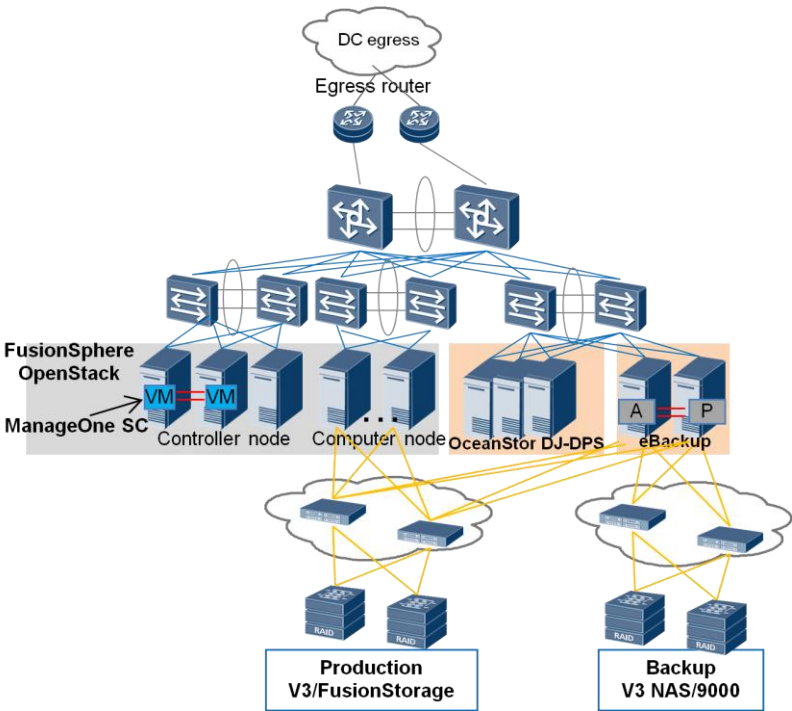 DC egress
Egress router
FusionSphere
OpenStack
VM
VM
A
P
ManageOne SC
Controller node
Computer node
...
OceanStor DJ-DPS
eBackup
RAID
RAID
RAID
RAID
Production
V3/FusionStorage
Backup
V3 NAS/9000